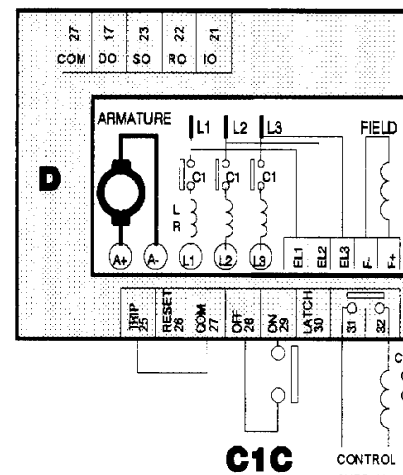 27 17 23 22 21
COM DO SO RO IO
ARMATURE L1 L2 L3 FIELD
D
C1 C1 C1
L
R
A+ A- L1 L2 L3 EL1 EL2 EL3 F- F+
TRIP 25 RESET 26 COM 27 OFF 28 ON 29 LATCH 30 31 32
C
C1C
CONTROL